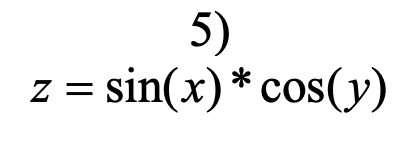 5)
z = sin(x) * cos(y)